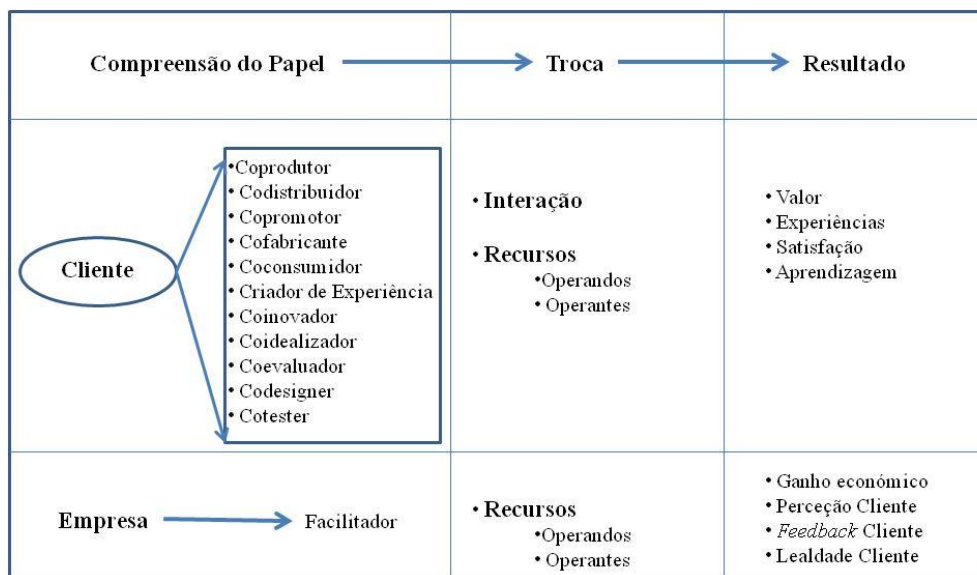 Compreensão do Papel
Troca
Resultado
Cliente
•Coprodutor
• Codistribuidor
• Copromotor
• Cofabricante
• Coconsumidor
• Criador de Experiência
• Coinovador
• Coidealizador
• Coevaluador
• Codesigner
• Cotester
• Interação
• Recursos
•Operandos
• Operantes
• Valor
• Experiências
• Satisfação
• Aprendizagem
Empresa
Facilitador
• Recursos
•Operandos
• Operantes
• Ganho económico
• Perceção Cliente
• Feedback Cliente
• Lealdade Cliente